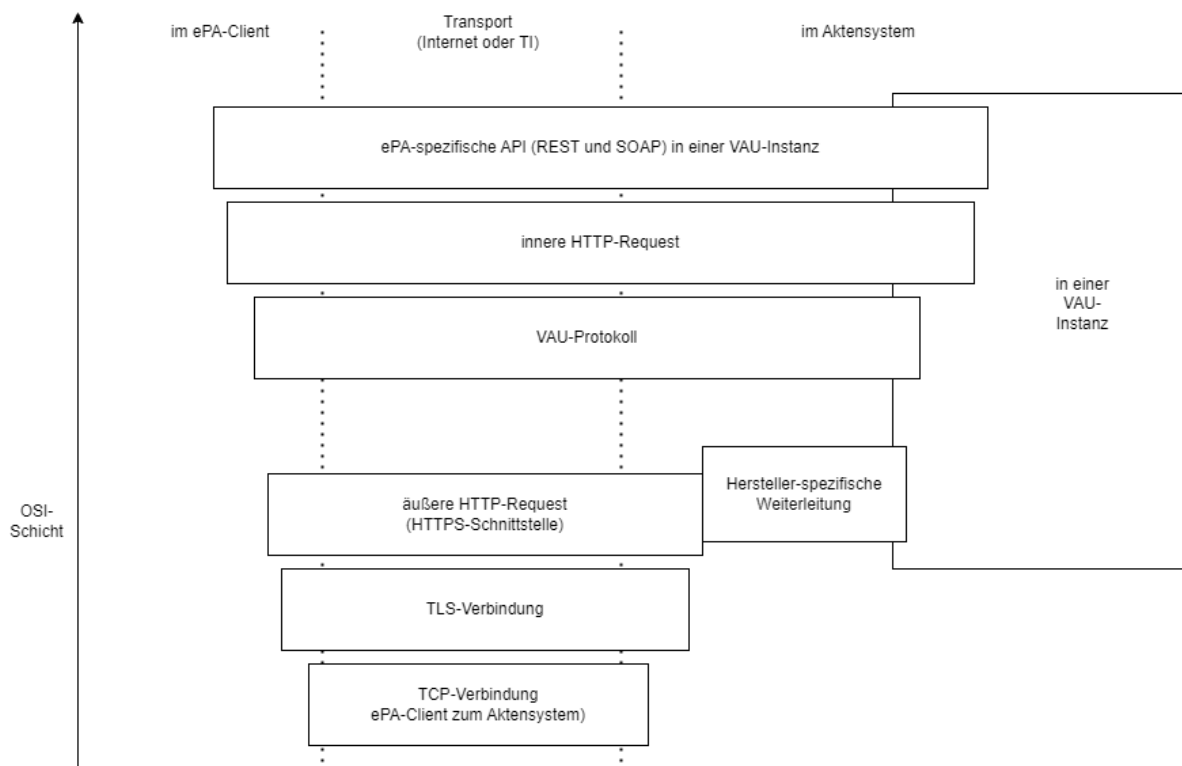 im ePA-Client
Transport
(Internet oder TI)
im Aktensystem
ePA-spezifische API (REST und SOAP) in einer VAU-Instanz
innere HTTP-Request
in einer
VAU-
Instanz
VAU-Protokoll
Hersteller-spezifische
Weiterleitung
äußere HTTP-Request
(HTTPS-Schnittstelle)
OSI-
Schicht
TLS-Verbindung
TCP-Verbindung
ePA-Client zum Aktensystem)